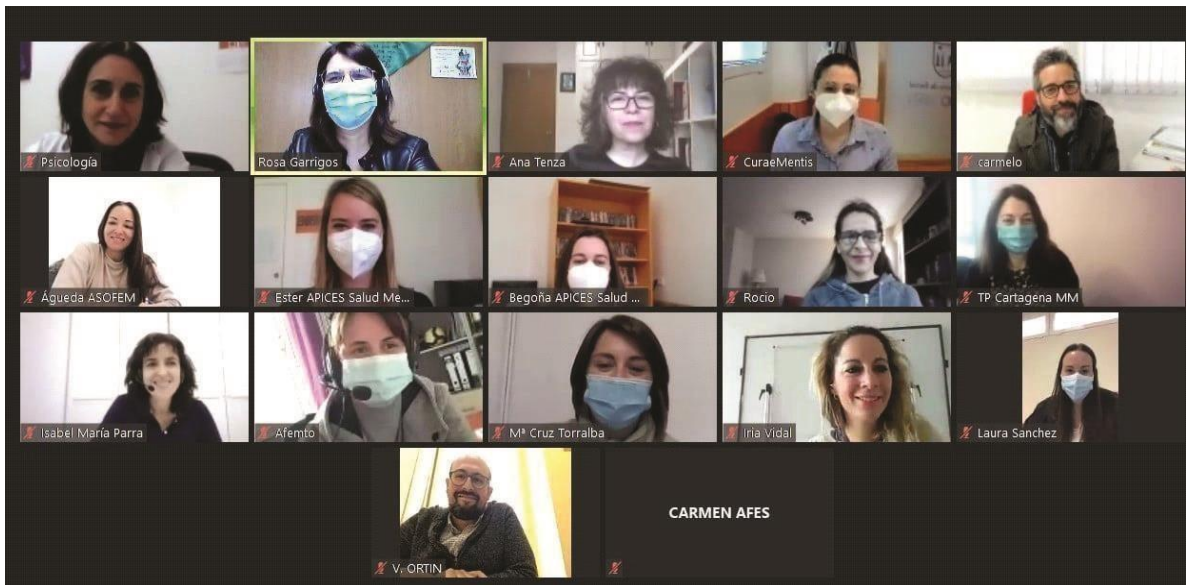 Psicología
Rosa Garrigos
Ana Tenza
CuraeMentis
carmelo
Águeda ASOFEM
Ester APICES Salud Me...
Begoña APICES Salud ...
Rocio
TP Cartagena MM
Isabel María Parra
Afemto
Mª Cruz Torralba
Iria Vidal
Laura Sanchez
V. ORTIN
CARMEN AFES